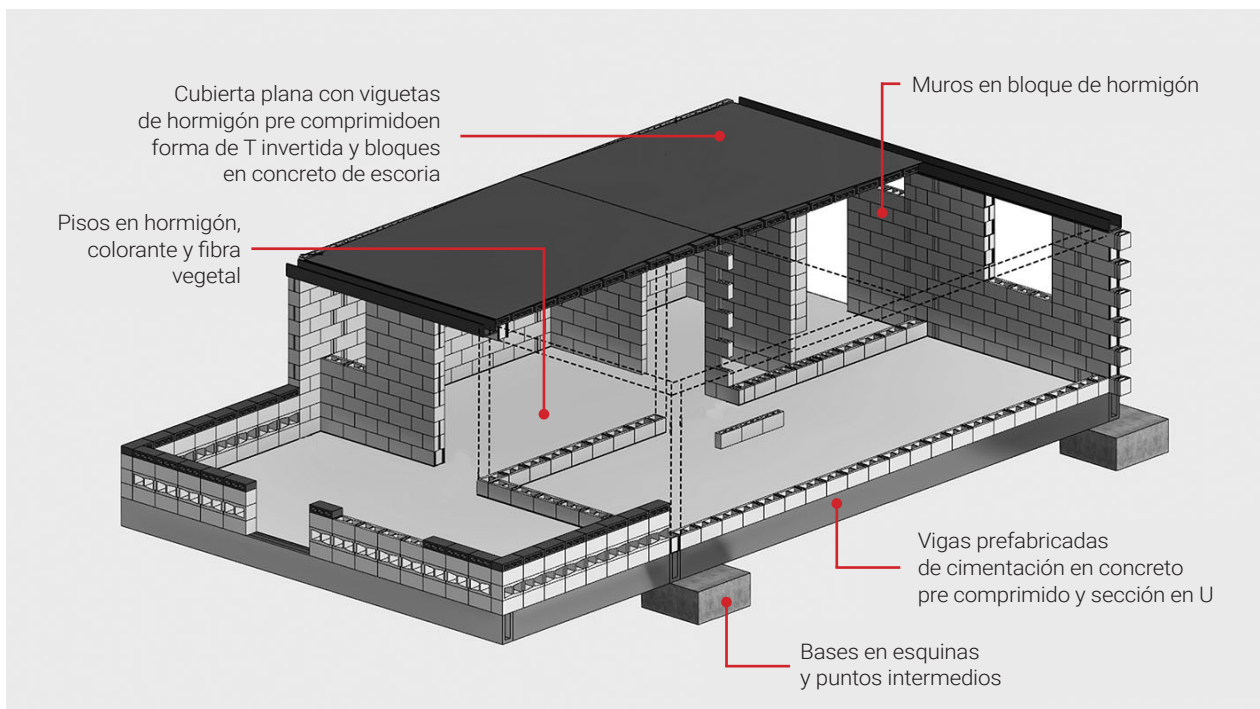 Cubierta plana con viguetas
de hormigón pre comprimidoen
forma de T invertida y bloques
en concreto de escoria
Muros en bloque de hormigón
Pisos en hormigón,
colorante y fibra
vegetal
Vigas prefabricadas
de cimentación en concreto
pre comprimido y sección en U
Bases en esquinas
y puntos intermedios